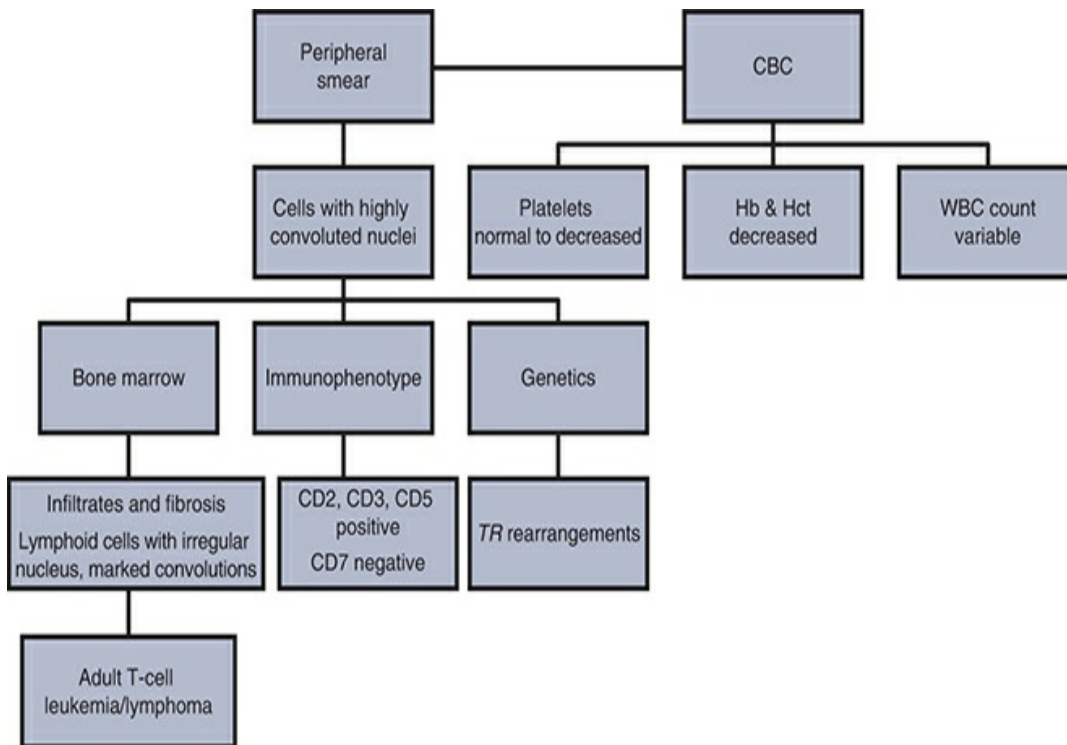 Peripheral
smear
CBC
Cells with highly
convoluted nuclei
Platelets
normal to decreased
Hb & Hct
decreased
WBC count
variable
Bone marrow
Immunophenotype
Genetics
Infiltrates and fibrosis
Lymphoid cells with irregular
nucleus, marked convolutions
CD2, CD3, CD5
positive
CD7 negative
TR rearrangements
Adult T-cell
leukemia/lymphoma